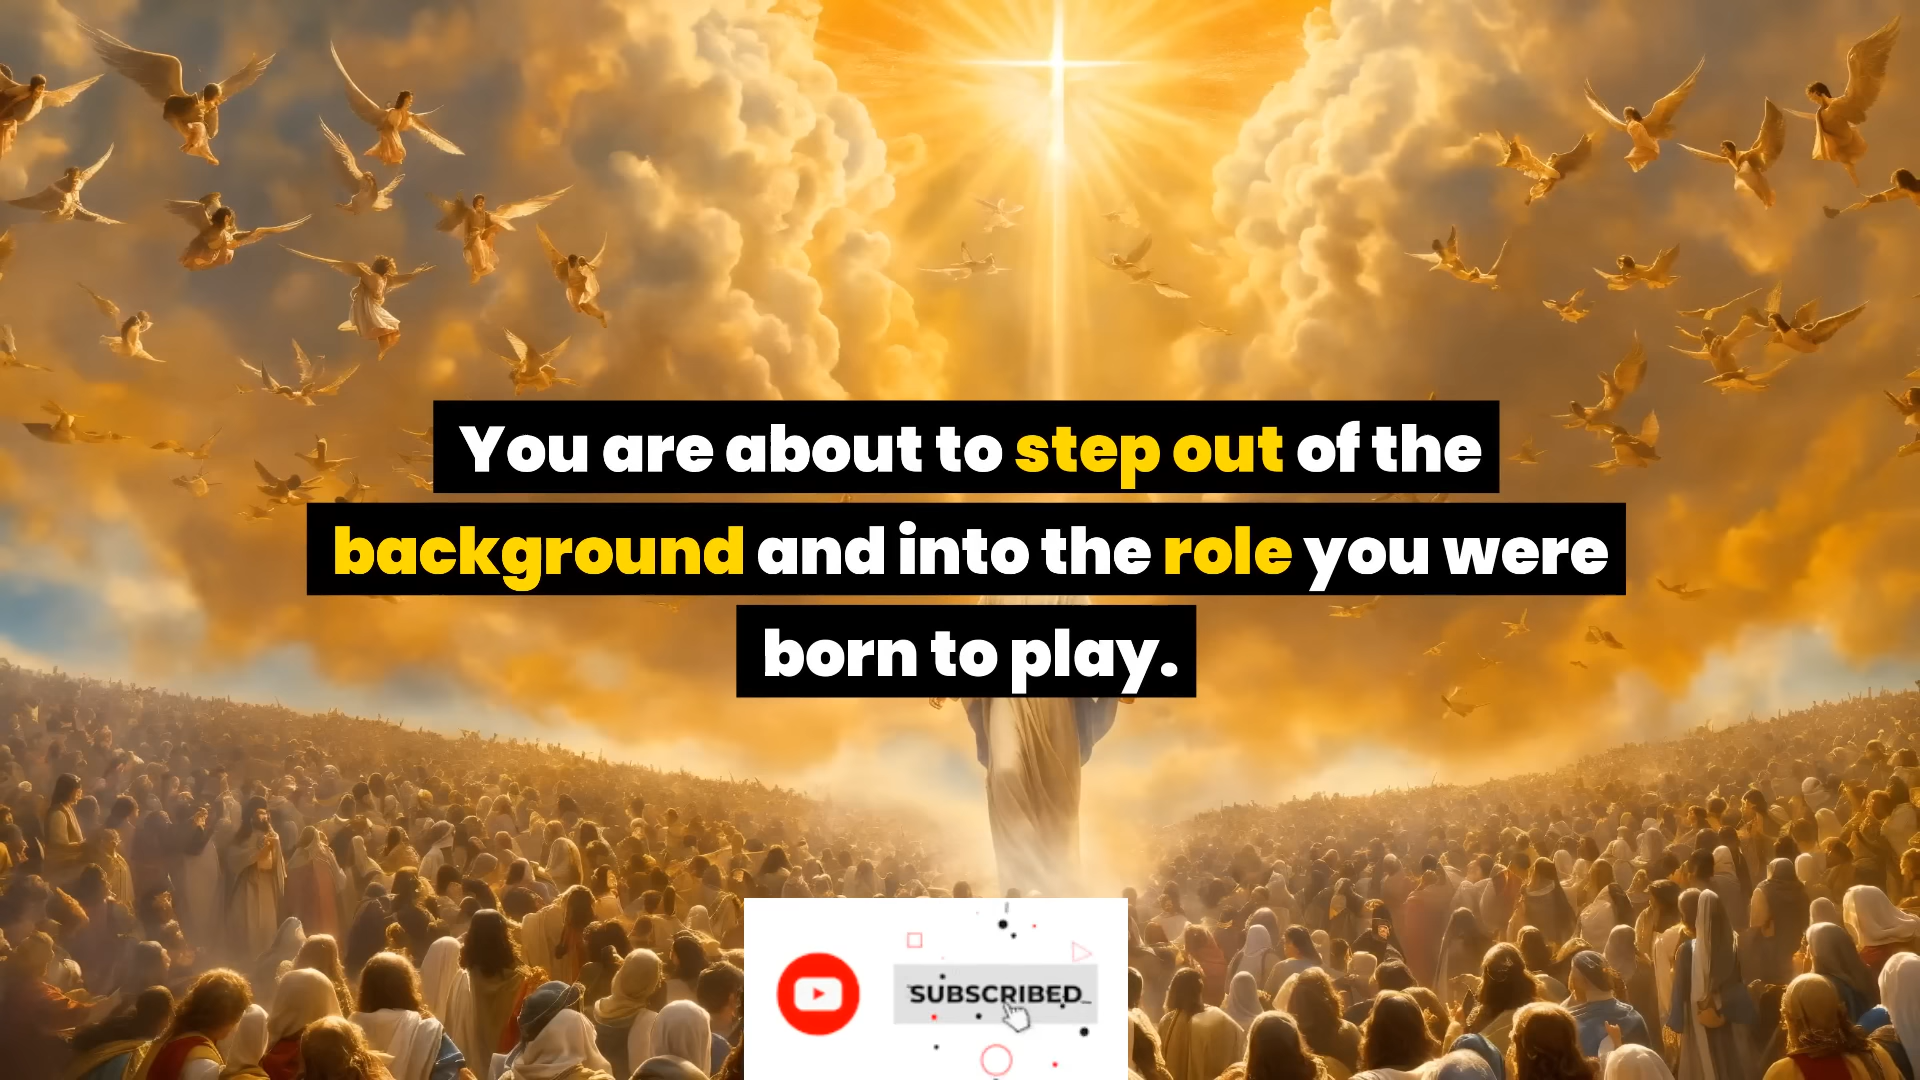 You are about to step out of the
background and into the role you were
born to play.
SUBSCRIBED